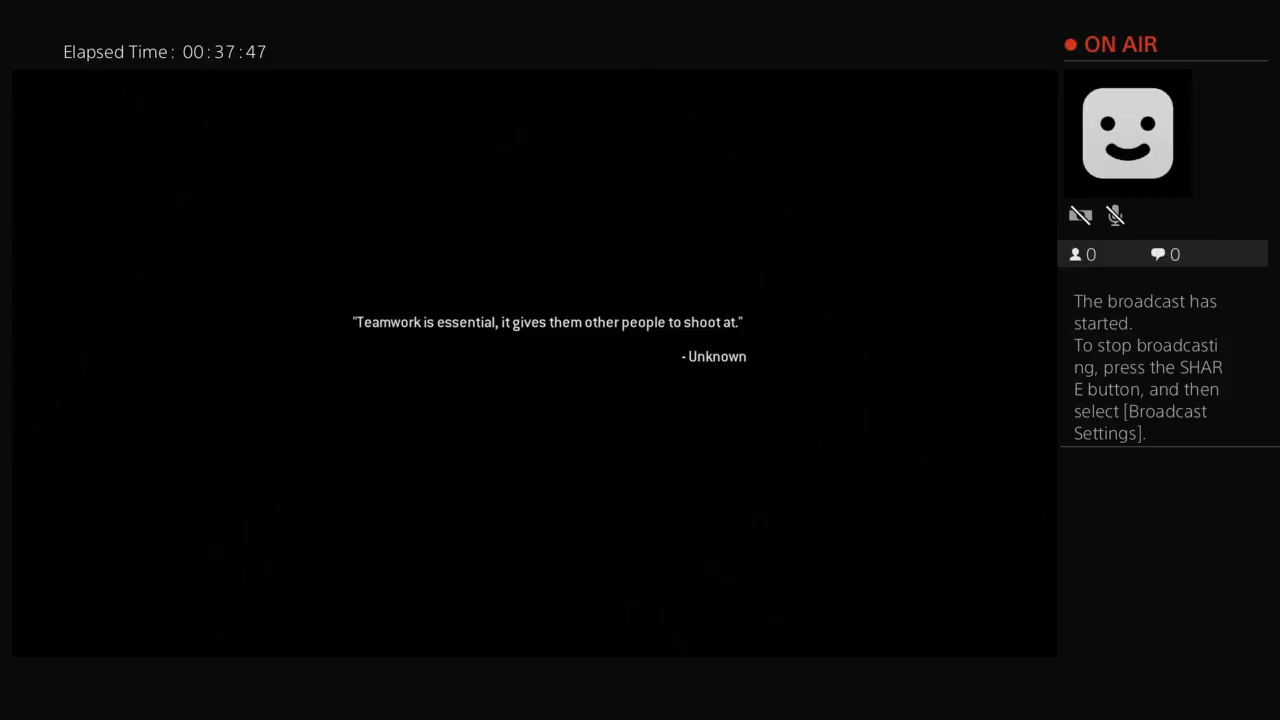 Elapsed Time: 00:37:47
ON AIR
0 0
"Teamwork is essential, it gives them other people to shoot at."
- Unknown
The broadcast has
started.
To stop broadcasti
ng, press the SHAR
E button, and then
select [Broadcast
Settings].